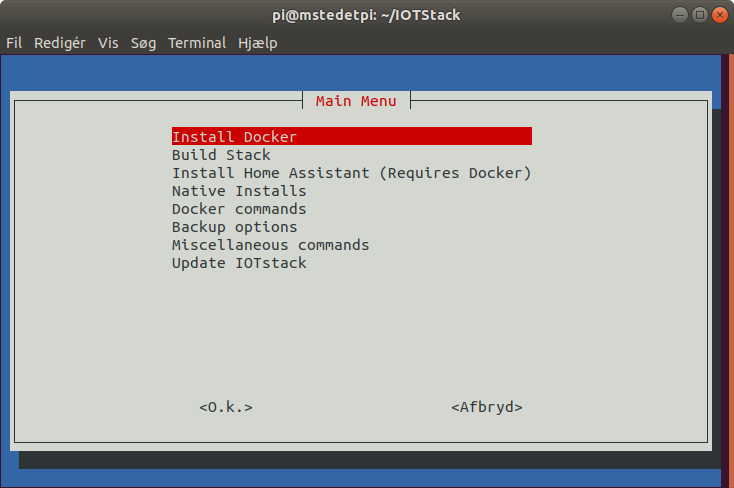 pi@mstedetpi: ~/IOTStack
Fil Redigér Vis Søg Terminal Hjælp
Main Menu
Install Docker
Build Stack
Install Home Assistant (Requires Docker)
Native Installs
Docker commands
Backup options
Miscellaneous commands
Update IOTstack
<O.k.> <Afbryd>